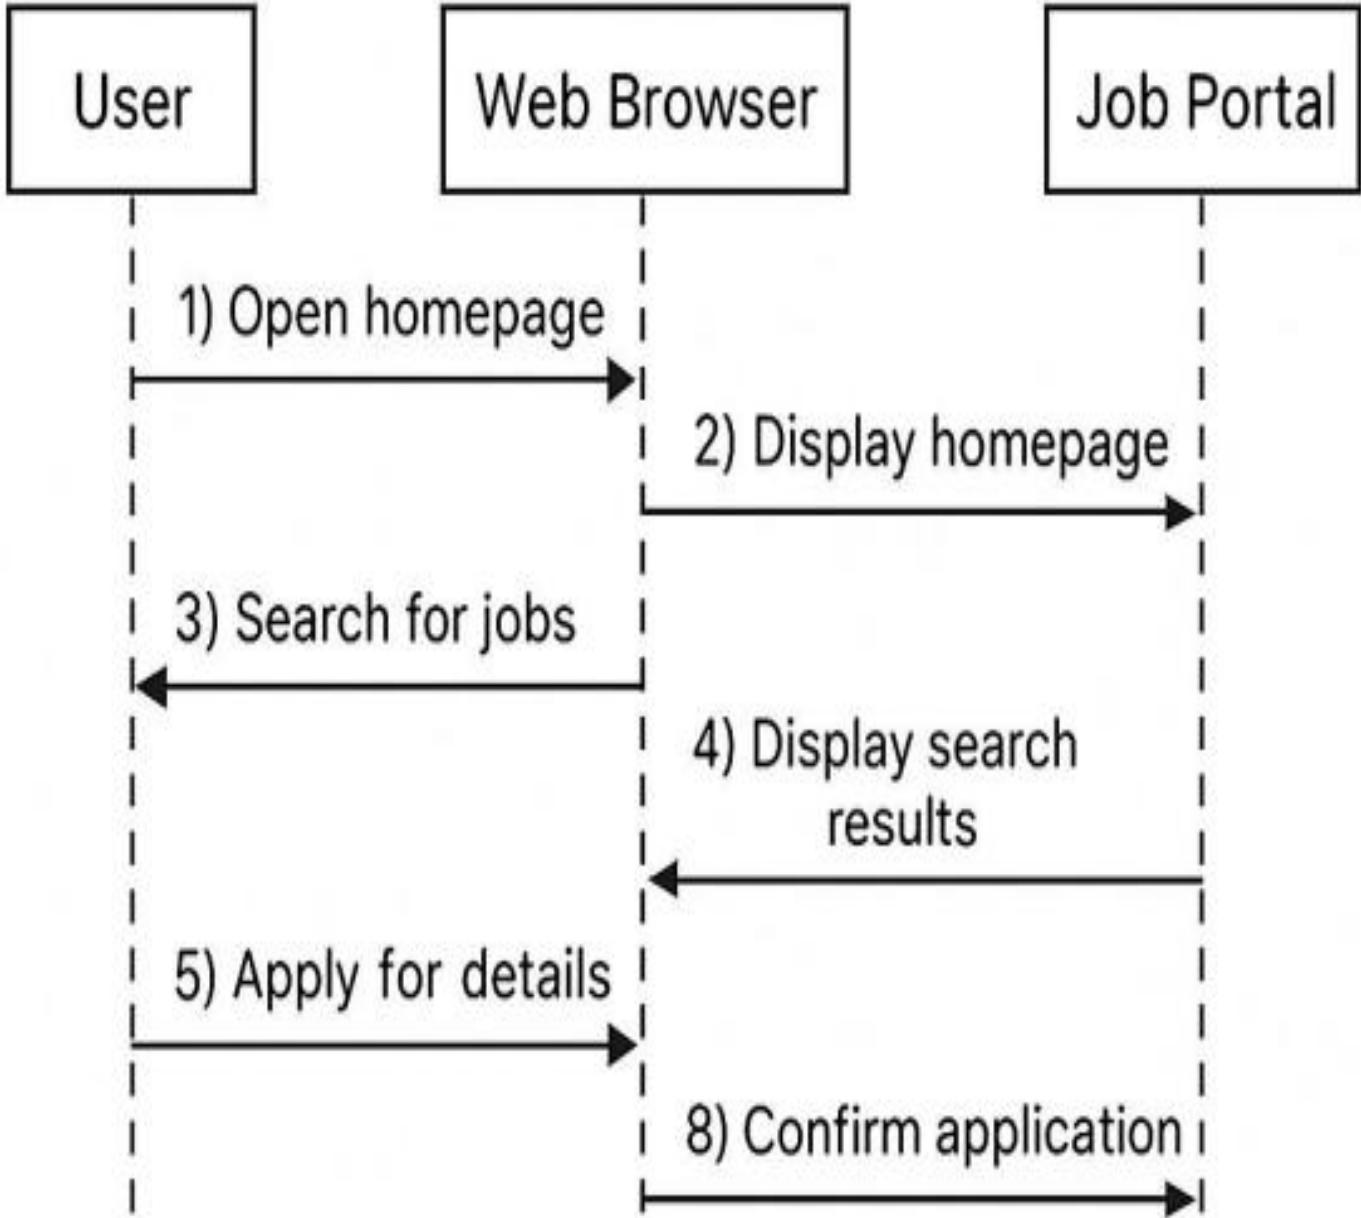 User
Web Browser
Job Portal
1) Open homepage
2) Display homepage
3) Search for jobs
4) Display search
results
5) Apply for details
8) Confirm application